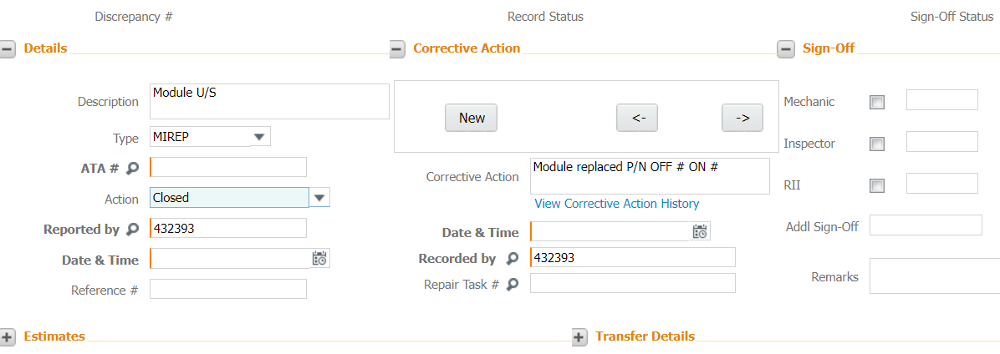 Discrepancy # Record Status Sign-Off Status
Details Corrective Action Sign-Off
Description Module U/S
New <- ->
Mechanic
Type MIREP
Inspector
ATA #
Corrective Action Module replaced P/N OFF # ON #
RII
Action Closed
View Corrective Action History
Reported by 432393
Date & Time
Addl Sign-Off
Date & Time
Recorded by 432393
Remarks
Reference #
Repair Task #
Estimates Transfer Details